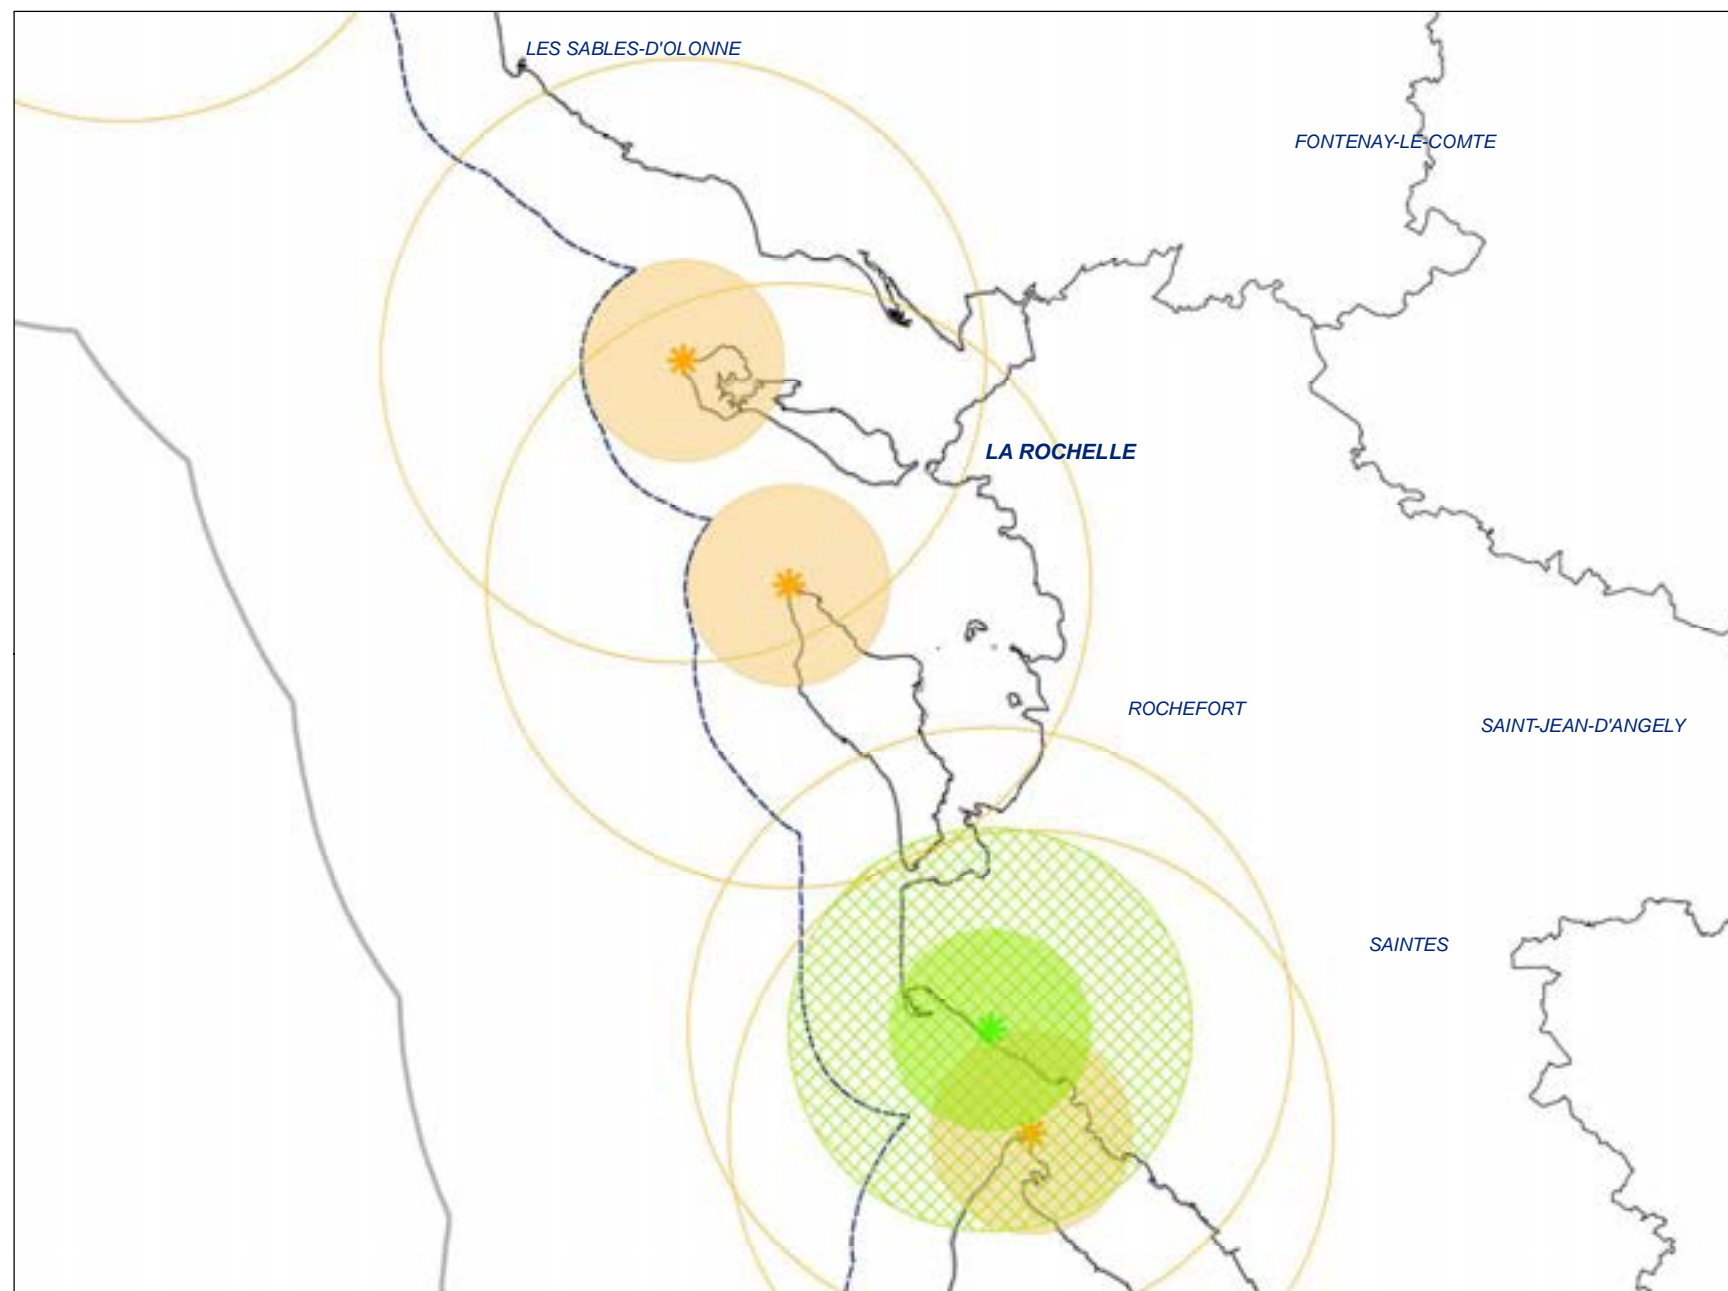 LES SABLES-D'OLONNE
FONTENAY-LE-COMTE
LA ROCHELLE
ROCHEFORT
SAINT-JEAN-D'ANGELY
SAINTES